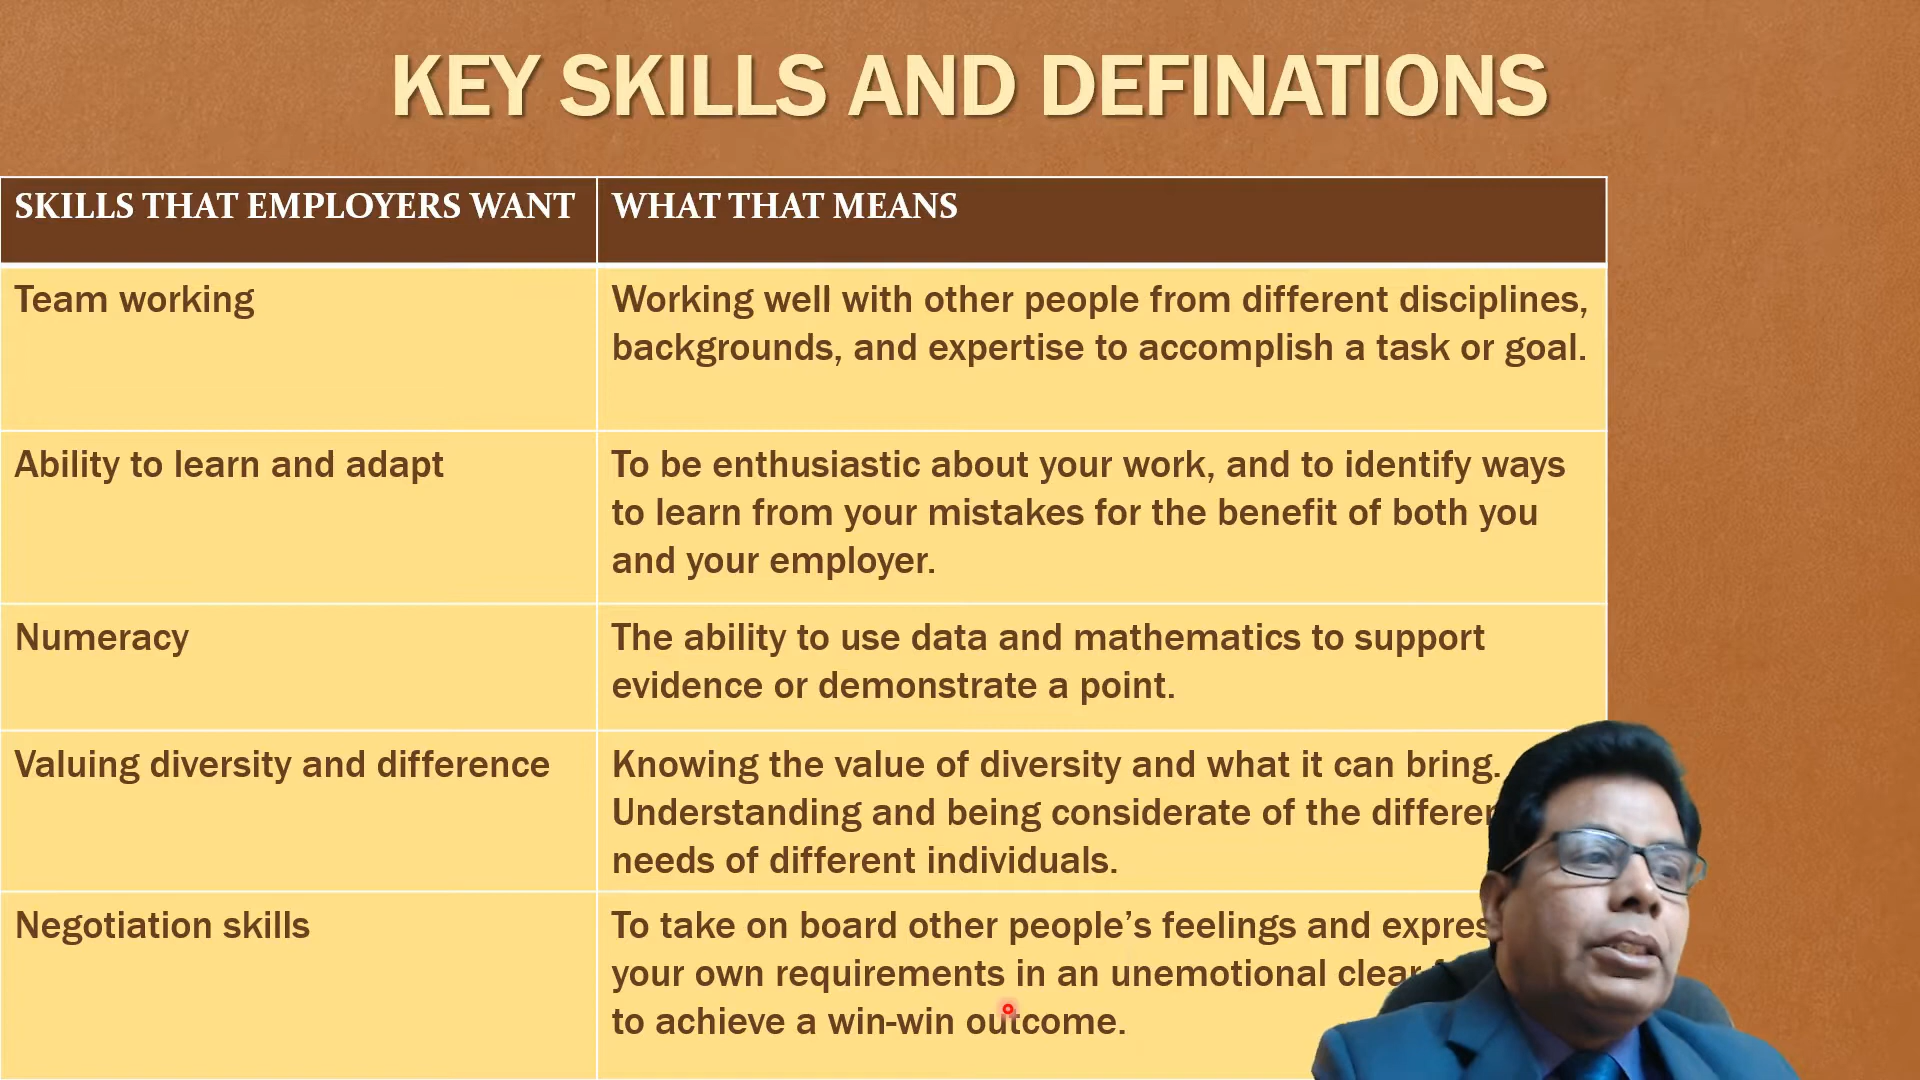 KEY SKILLS AND DEFINATIONS
SKILLS THAT EMPLOYERS WANT
WHAT THAT MEANS
Team working
Working well with other people from different disciplines,
backgrounds, and expertise to accomplish a task or goal.
Ability to learn and adapt
To be enthusiastic about your work, and to identify ways
to learn from your mistakes for the benefit of both you
and your employer.
Numeracy
The ability to use data and mathematics to support
evidence or demonstrate a point.
Valuing diversity and difference
Knowing the value of diversity and what it can bring.
Understanding and being considerate of the
needs of different individuals.
Negotiation skills
To take on board other people’s feelings and
your own requirements in an unemotional clear
to achieve a win-win outcome.